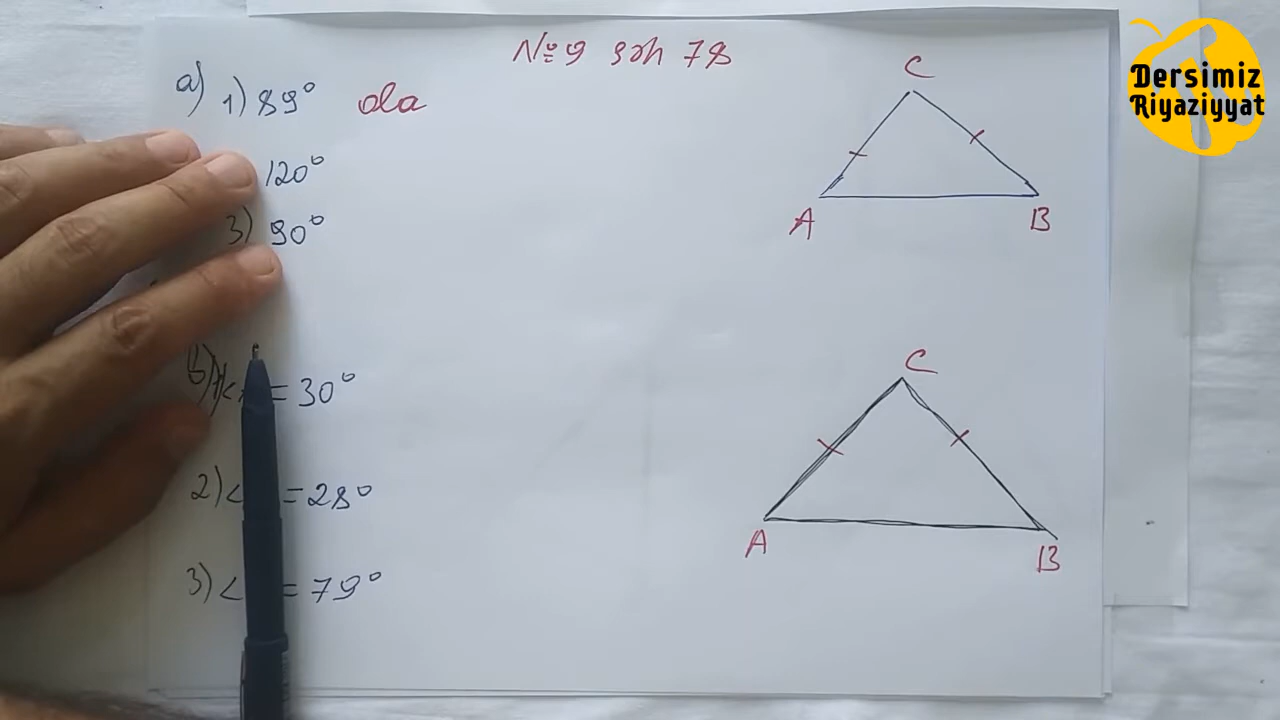 №9 səh 78
a) 1) 89° ola
120°
3) 90°
= 30°
2) < = 28°
3) < = 79°
C
A
B
C
A
B
Dersimiz
Riyaziyyat